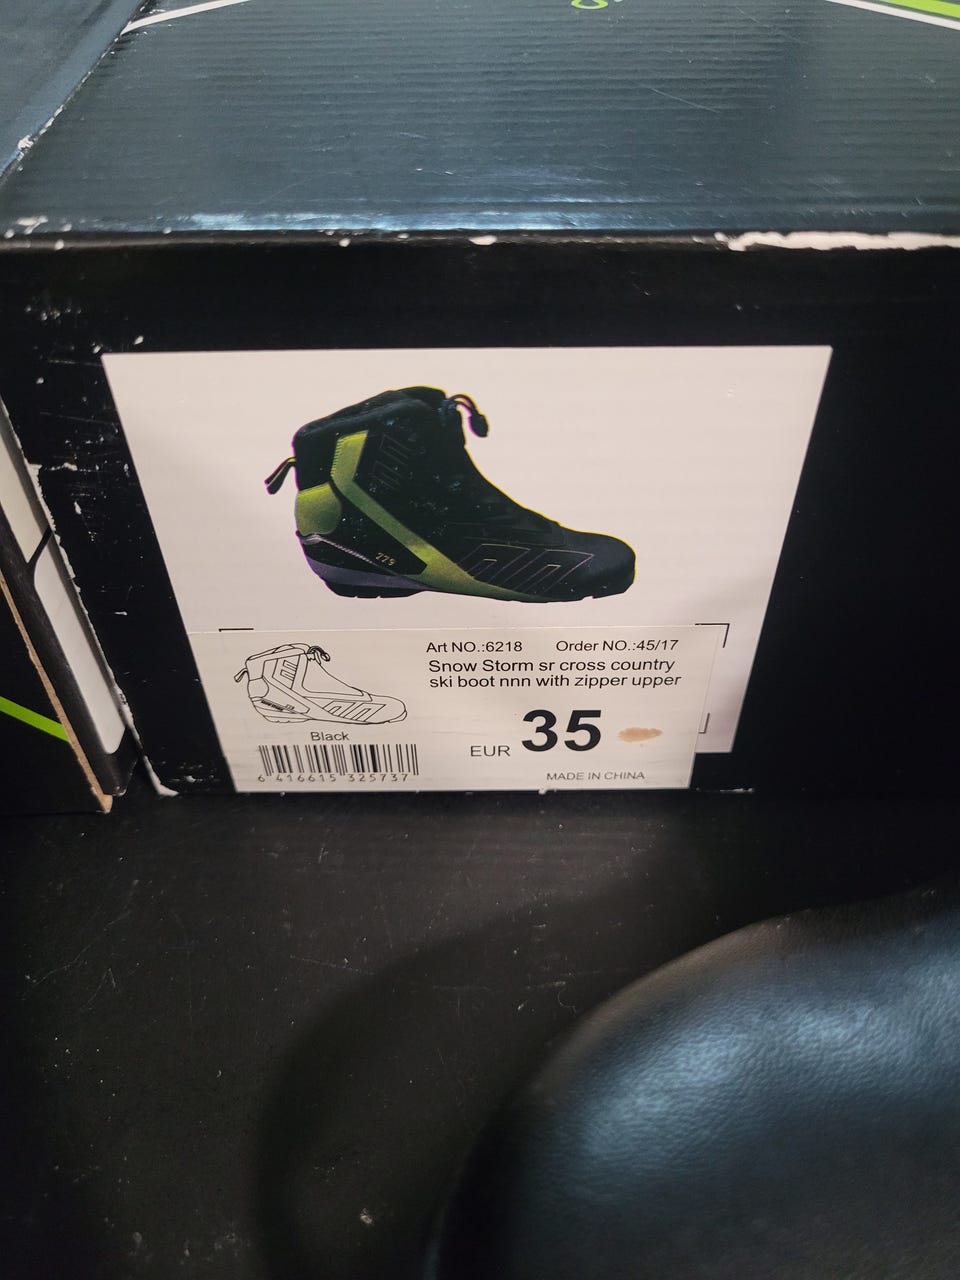 779
Art NO.:6218 Order NO.:45/17
Snow Storm sr cross country
ski boot nnn with zipper upper
Black
EUR 35
6 416615 325737
MADE IN CHINA